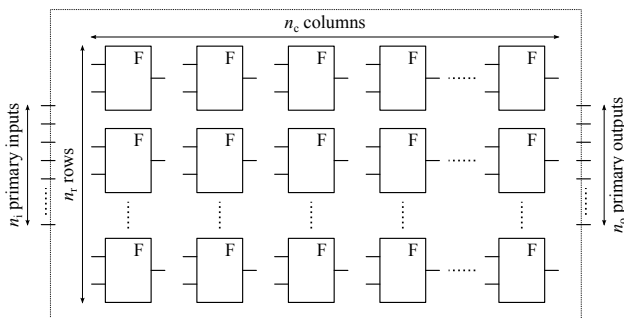 n_c columns
F F F F F
n_i primary inputs
n_r rows
F F F F F
n_o primary outputs
F F F F F